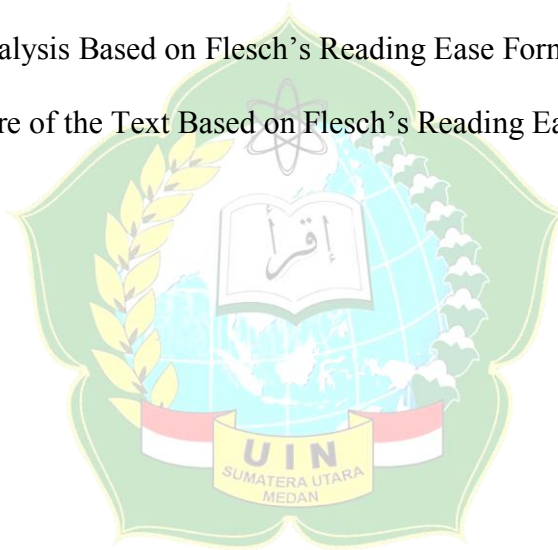 alysis Based on Flesch's Reading Ease Form
re of the Text Based on Flesch's Reading Ea
إقرأ
UIN
SUMATERA UTARA
MEDAN